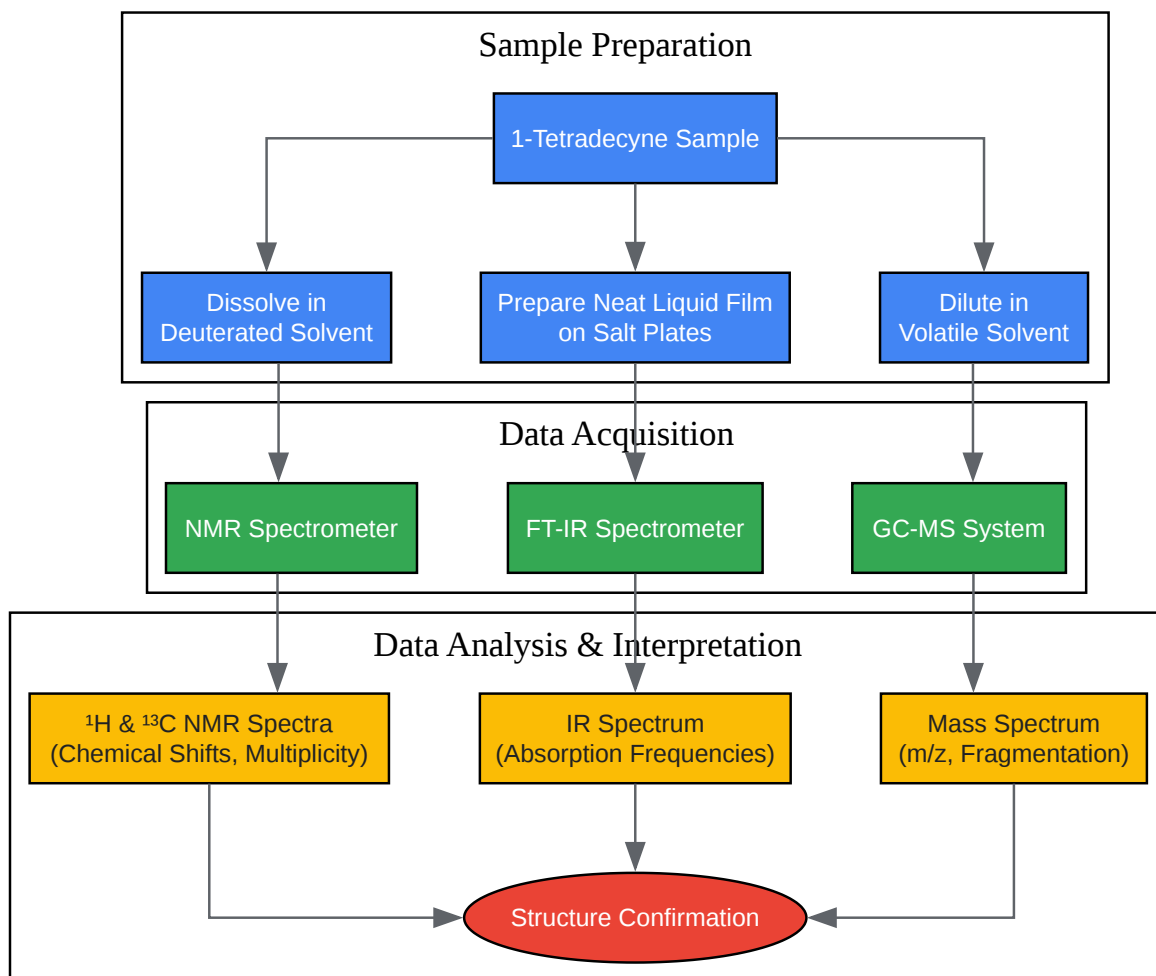 Sample Preparation
1-Tetradecyne Sample
Dissolve in
Deuterated Solvent
Prepare Neat Liquid Film
on Salt Plates
Dilute in
Volatile Solvent
Data Acquisition
NMR Spectrometer
FT-IR Spectrometer
GC-MS System
Data Analysis & Interpretation
¹H & ¹³C NMR Spectra
(Chemical Shifts, Multiplicity)
IR Spectrum
(Absorption Frequencies)
Mass Spectrum
(m/z, Fragmentation)
Structure Confirmation